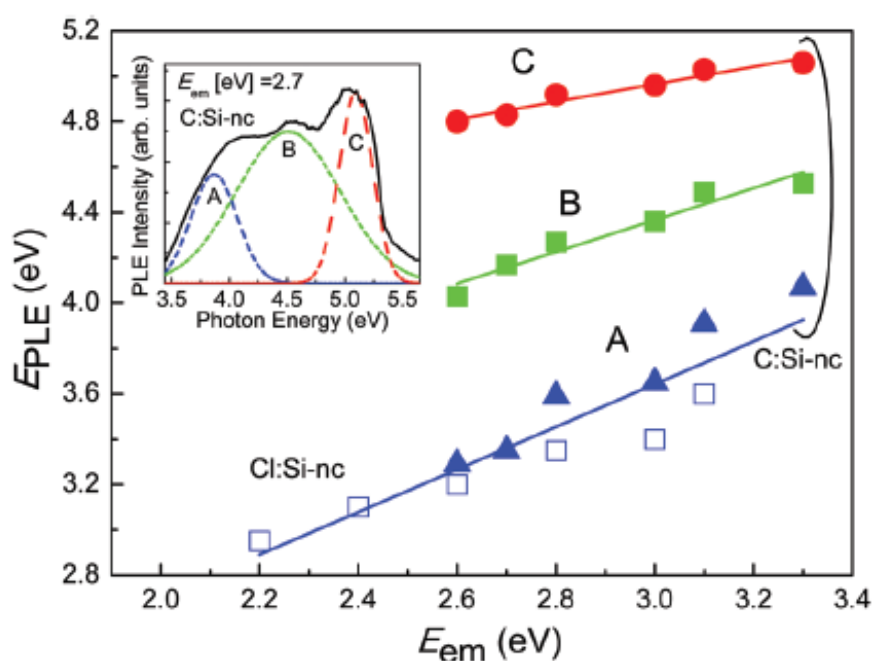 5.2
4.8
4.4
4.0
3.6
3.2
2.8
E_PLE (eV)
2.0 2.2 2.4 2.6 2.8 3.0 3.2 3.4
E_em (eV)
C
B
A
C:Si-nc
Cl:Si-nc
E_em [eV] =2.7
C:Si-nc
A
B
C
PLE Intensity (arb. units)
3.5 4.0 4.5 5.0 5.5
Photon Energy (eV)